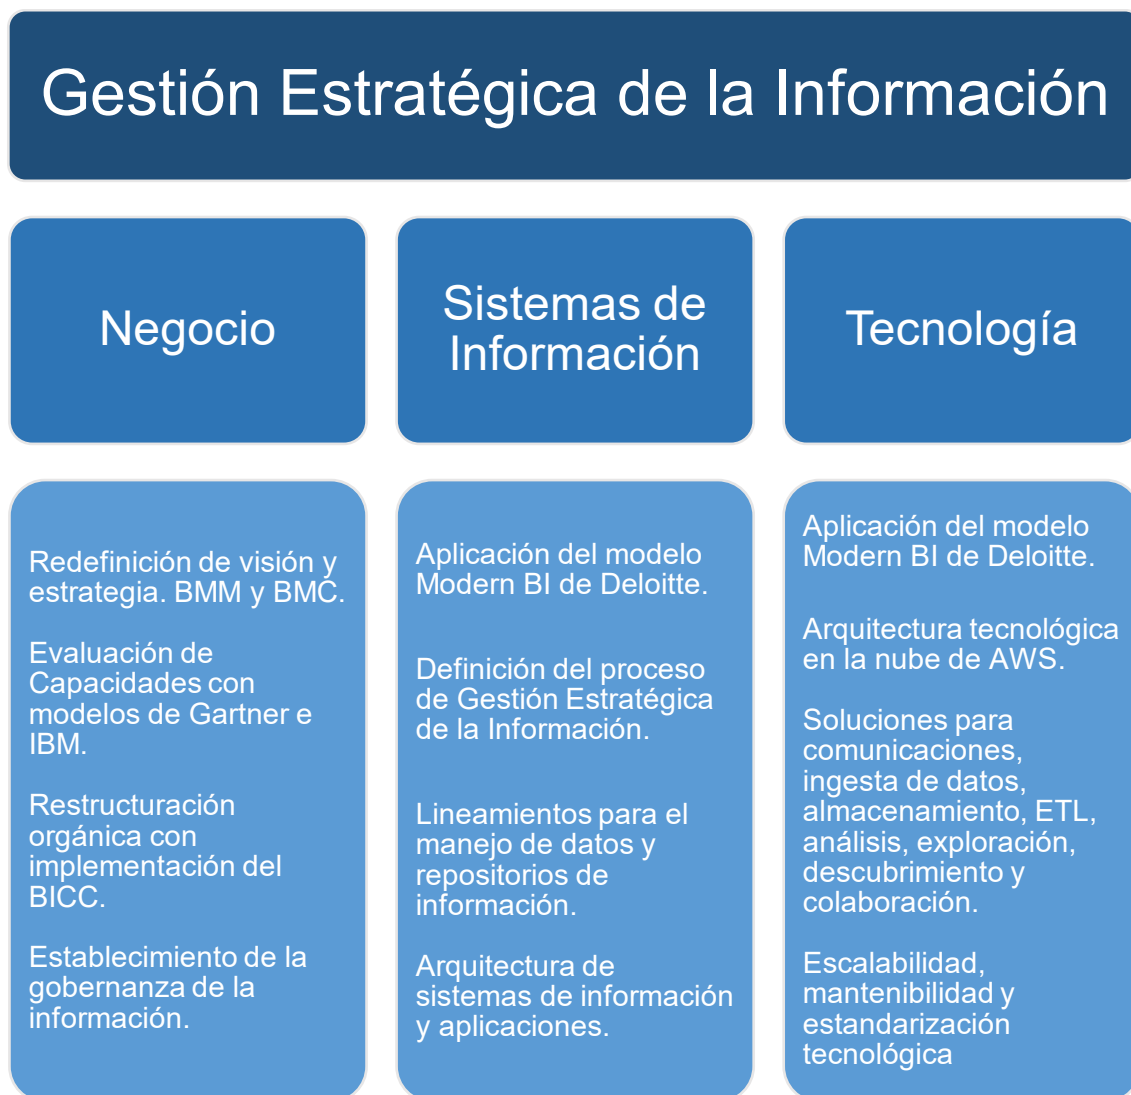 Gestión Estratégica de la Información
Negocio
Sistemas de
Información
Tecnología
Redefinición de visión y
estrategia. BMM y BMC.
Evaluación de
Capacidades con
modelos de Gartner e
IBM.
Restructuración
orgánica con
implementación del
BICC.
Establecimiento de la
gobernanza de la
información.
Aplicación del modelo
Modern BI de Deloitte.
Definición del proceso
de Gestión Estratégica
de la Información.
Lineamientos para el
manejo de datos y
repositorios de
información.
Arquitectura de
sistemas de información
y aplicaciones.
Aplicación del modelo
Modern BI de Deloitte.
Arquitectura tecnológica
en la nube de AWS.
Soluciones para
comunicaciones,
ingesta de datos,
almacenamiento, ETL,
análisis, exploración,
descubrimiento y
colaboración.
Escalabilidad,
mantenibilidad y
estandarización
tecnológica